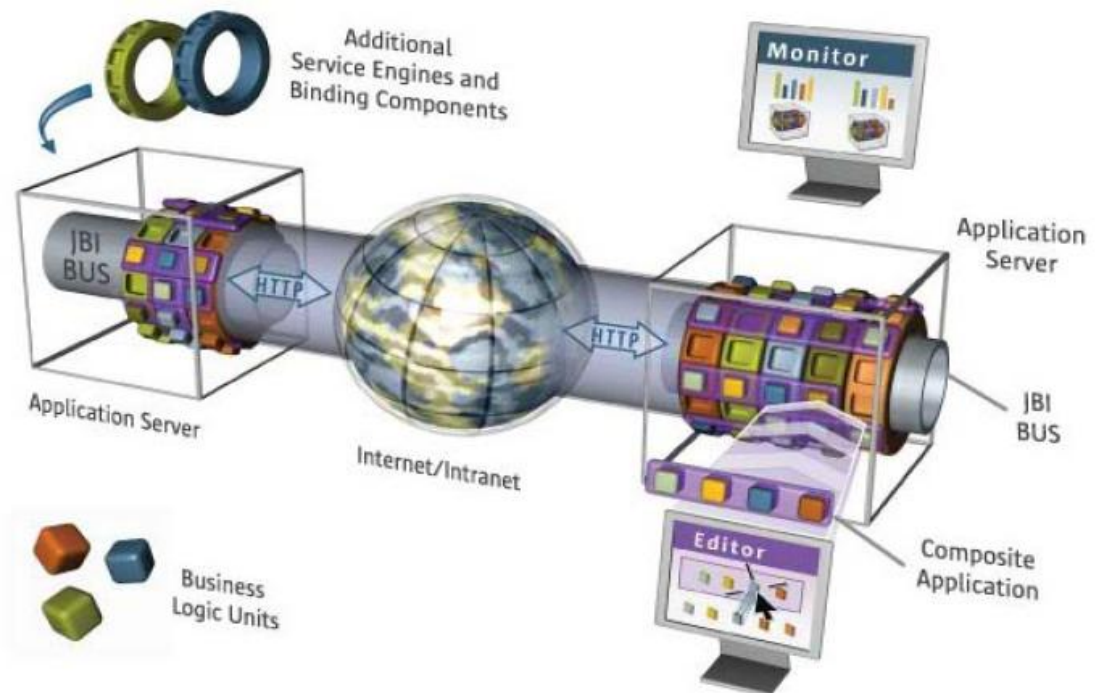 Additional
Service Engines and
Binding Components
Monitor
JBI
BUS
HTTP
Application
Server
HTTP
Application Server
Internet/Intranet
JBI
BUS
Editor
Composite
Application
Business
Logic Units